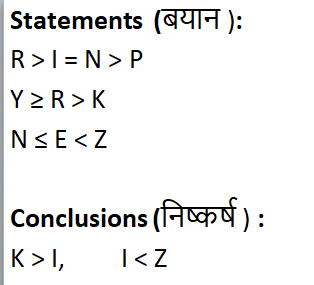 Statements (बयान ):
R > I = N > P
Y ≥ R > K
N ≤ E < Z
Conclusions (निष्कर्ष ) :
K > I, I < Z